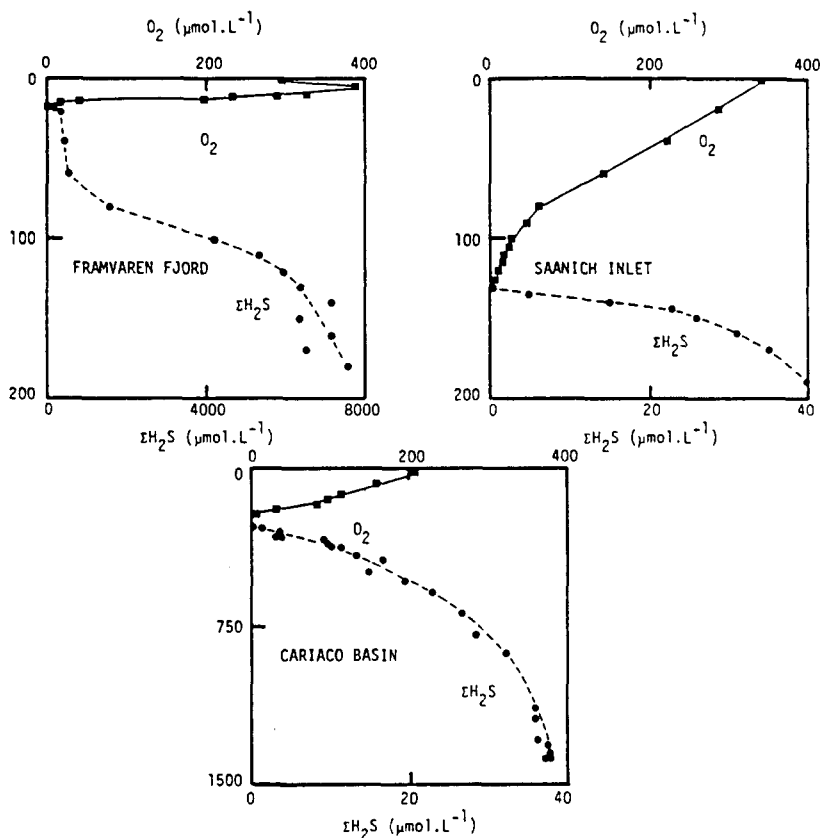 O₂ (μmol.L⁻¹)
0 200 400
0
100
200
O₂
FRAMVAREN FJORD
ΣH₂S
0 4000 8000
ΣH₂S (μmol.L⁻¹)
O₂ (μmol.L⁻¹)
0 200 400
0
100
200
O₂
SAANICH INLET
ΣH₂S
0 20 40
ΣH₂S (μmol.L⁻¹)
0 200 400
0
750
1500
O₂
CARIACO BASIN
ΣH₂S
0 20 40
ΣH₂S (μmol.L⁻¹)